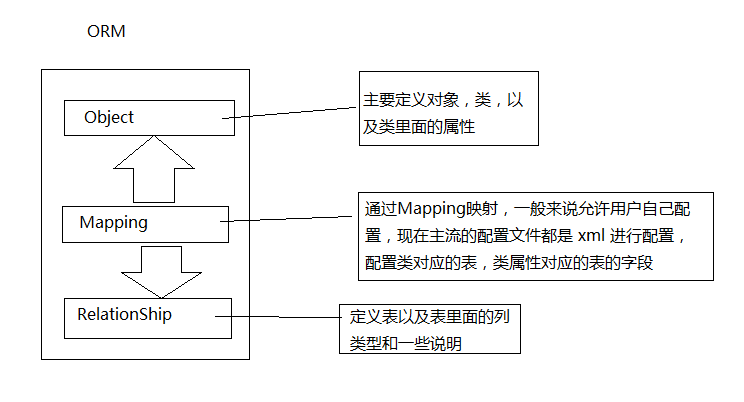 ORM
Object
主要定义对象，类，以
及类里面的属性
Mapping
通过Mapping映射，一般来说允许用户自己配
置，现在主流的配置文件都是 xml 进行配置，
配置类对应的表，类属性对应的表的字段
RelationShip
定义表以及表里面的列
类型和一些说明